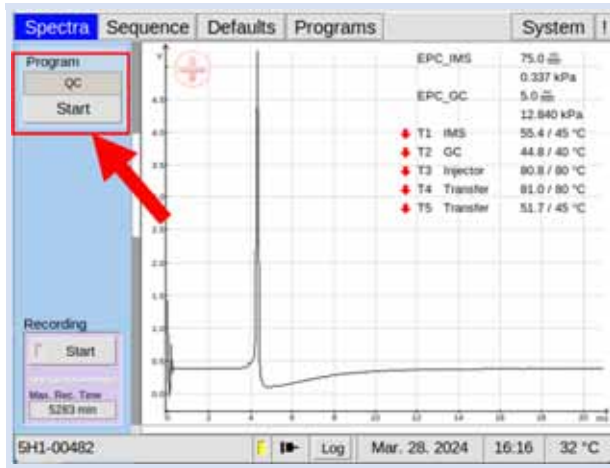 Spectra Sequence Defaults Programs System !
Program
QC
Start
EPC_IMS 75.0
0.337 kPa
EPC_GC 5.0
12.840 kPa
T1 IMS 55.4 / 45 °C
T2 GC 44.8 / 40 °C
T3 Injector 80.8 / 80 °C
T4 Transfer 81.0 / 80 °C
T5 Transfer 51.7 / 45 °C
Recording
Start
Max. Rec. Time
5283 min
5H1-00482 Log Mar. 28. 2024 16:16 32 °C